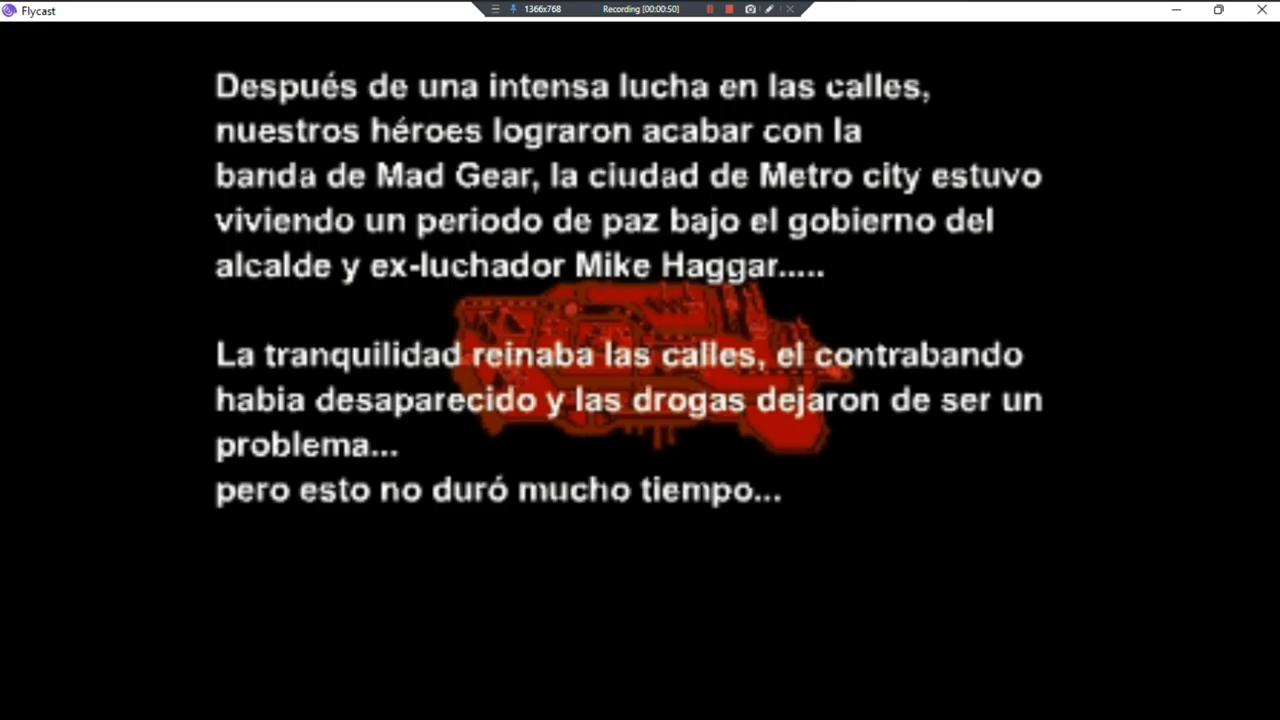 Flycast
1366x768
Recording [00:00:50]
Después de una intensa lucha en las calles,
nuestros héroes lograron acabar con la
banda de Mad Gear, la ciudad de Metro city estuvo
viviendo un periodo de paz bajo el gobierno del
alcalde y ex-luchador Mike Haggar.....
La tranquilidad reinaba las calles, el contrabando
habia desaparecido y las drogas dejaron de ser un
problema...
pero esto no duró mucho tiempo...